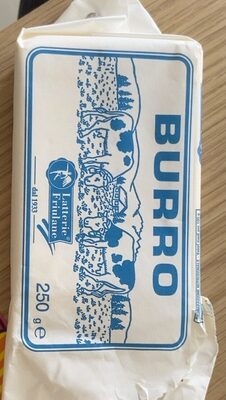 BURRO
Latterie
Friulane
dal 1933
250 g e